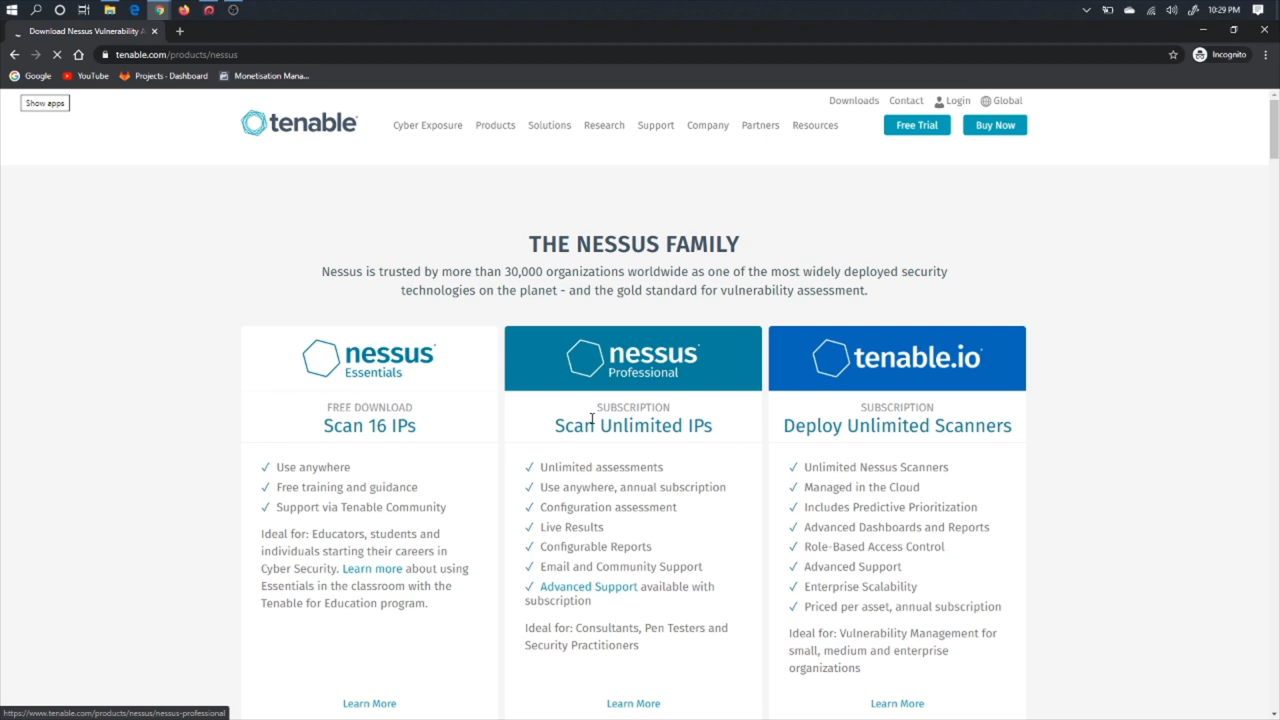 10:29 PM
Download Nessus Vulnerability A
tenable.com/products/nessus
Incognito
Google YouTube Projects - Dashboard Monetisation Mana...
Show apps
Downloads Contact Login Global
tenable
Cyber Exposure Products Solutions Research Support Company Partners Resources Free Trial Buy Now
THE NESSUS FAMILY
Nessus is trusted by more than 30,000 organizations worldwide as one of the most widely deployed security
technologies on the planet - and the gold standard for vulnerability assessment.
nessus
Essentials
FREE DOWNLOAD
Scan 16 IPs
✓ Use anywhere
✓ Free training and guidance
✓ Support via Tenable Community
Ideal for: Educators, students and
individuals starting their careers in
Cyber Security. Learn more about using
Essentials in the classroom with the
Tenable for Education program.
Learn More
nessus
Professional
SUBSCRIPTION
Scan Unlimited IPs
✓ Unlimited assessments
✓ Use anywhere, annual subscription
✓ Configuration assessment
✓ Live Results
✓ Configurable Reports
✓ Email and Community Support
✓ Advanced Support available with
subscription
Ideal for: Consultants, Pen Testers and
Security Practitioners
Learn More
tenable.io
SUBSCRIPTION
Deploy Unlimited Scanners
✓ Unlimited Nessus Scanners
✓ Managed in the Cloud
✓ Includes Predictive Prioritization
✓ Advanced Dashboards and Reports
✓ Role-Based Access Control
✓ Advanced Support
✓ Enterprise Scalability
✓ Priced per asset, annual subscription
Ideal for: Vulnerability Management for
small, medium and enterprise
organizations
Learn More
https://www.tenable.com/products/nessus/nessus-professional